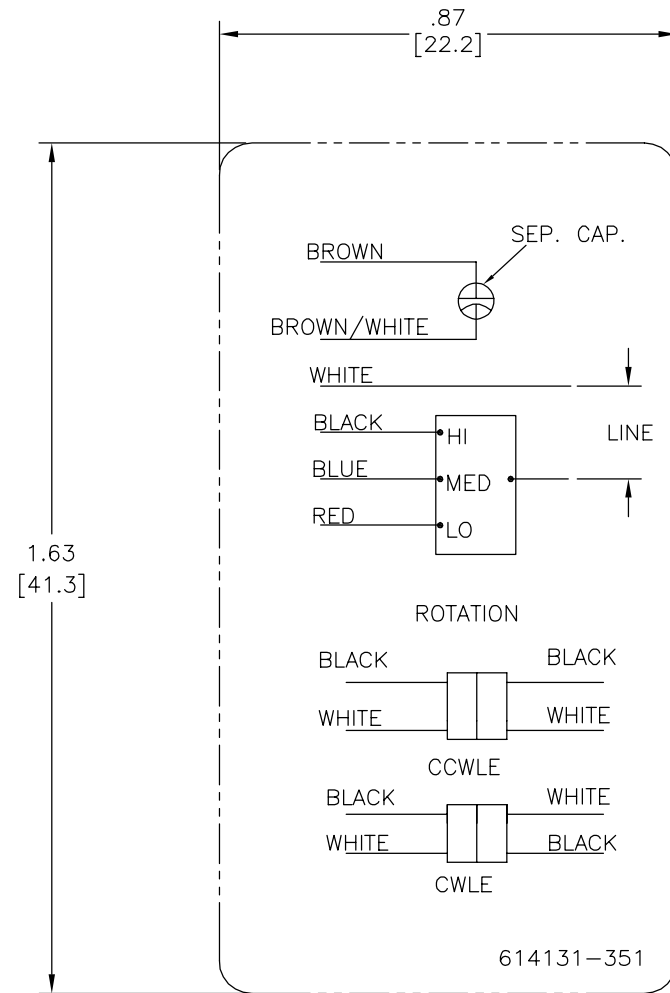 .87
[22.2]
SEP. CAP.
BROWN
BROWN/WHITE
WHITE
BLACK
HI
LINE
BLUE
MED
RED
LO
1.63
[41.3]
ROTATION
BLACK
BLACK
WHITE
WHITE
CCWLE
BLACK
WHITE
WHITE
BLACK
CWLE
614131-351